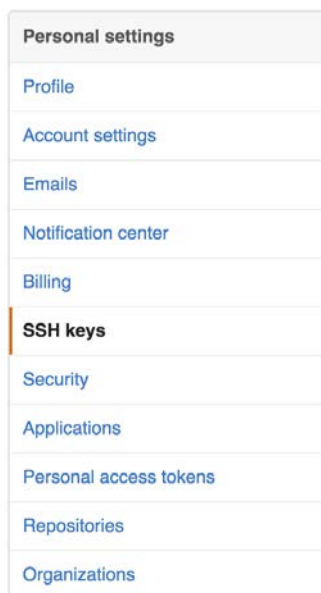 Personal settings
Profile
Account settings
Emails
Notification center
Billing
SSH keys
Security
Applications
Personal access tokens
Repositories
Organizations